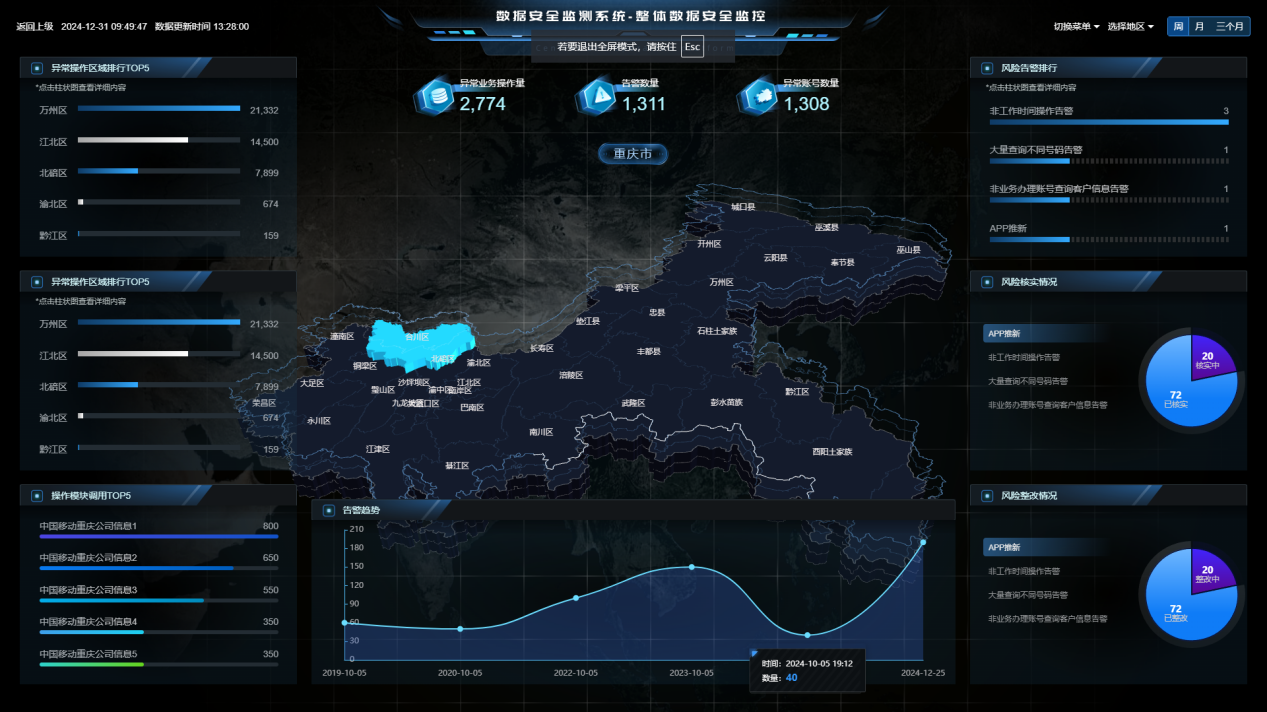 返回上级 2024-12-31 09:49:47 数据更新时间 13:28:00
数据安全监测系统-整体数据安全监控
若要退出全屏模式，请按住 Esc
切换菜单 选择地区 周 月 三个月
异常操作区域排行TOP5
*点击柱状图查看详细内容
万州区 21,332
江北区 14,500
北碚区 7,899
渝北区 674
黔江区 159
异常操作区域排行TOP5
*点击柱状图查看详细内容
万州区 21,332
江北区 14,500
北碚区 7,899
渝北区 674
黔江区 159
操作模块调用TOP5
中国移动重庆公司信息1 800
中国移动重庆公司信息2 650
中国移动重庆公司信息3 550
中国移动重庆公司信息4 350
中国移动重庆公司信息5 350
异常业务操作量
2,774
告警数量
1,311
异常账号数量
1,308
重庆市
城口县
巫溪县
开州区
巫山县
云阳县
奉节县
万州区
梁平区
忠县
垫江县
石柱土家族
潼南区
合川区
长寿区
丰都县
北碚区
渝北区
铜梁区
涪陵区
大足区
沙坪坝区
江北区
璧山区
渝中区
黔江区
荣昌区
九龙坡区
巴南区
武隆区
彭水苗族
永川区
南川区
江津区
酉阳土家族
綦江区
告警趋势
210
180
150
120
90
60
30
0
2019-10-05 2020-10-05 2022-10-05 2023-10-05 2024-12-25
时间: 2024-10-05 19:12
数量: 40
风险告警排行
*点击柱状图查看详细内容
非工作时间操作告警 3
大量查询不同号码告警 1
非业务办理账号查询客户信息告警 1
APP推新 1
风险核实情况
APP推新
非工作时间操作告警
大量查询不同号码告警
非业务办理账号查询客户信息告警
20
核实中
72
已核实
风险整改情况
APP推新
非工作时间操作告警
大量查询不同号码告警
非业务办理账号查询客户信息告警
20
整改中
72
已整改